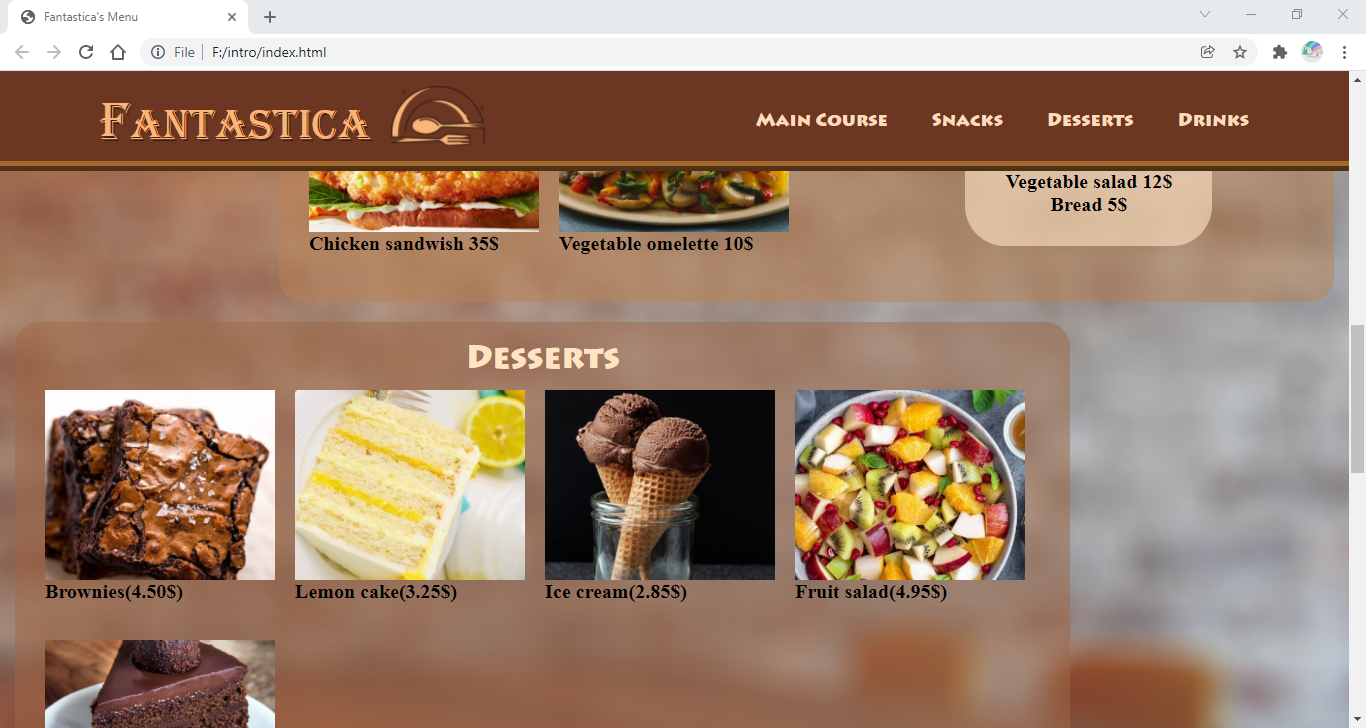 Fantastica's Menu
File
F:/intro/index.html
Fantastica
Main Course Snacks Desserts Drinks
Vegetable salad 12$
Bread 5$
Chicken sandwish 35$
Vegetable omelette 10$
Desserts
Brownies(4.50$)
Lemon cake(3.25$)
Ice cream(2.85$)
Fruit salad(4.95$)